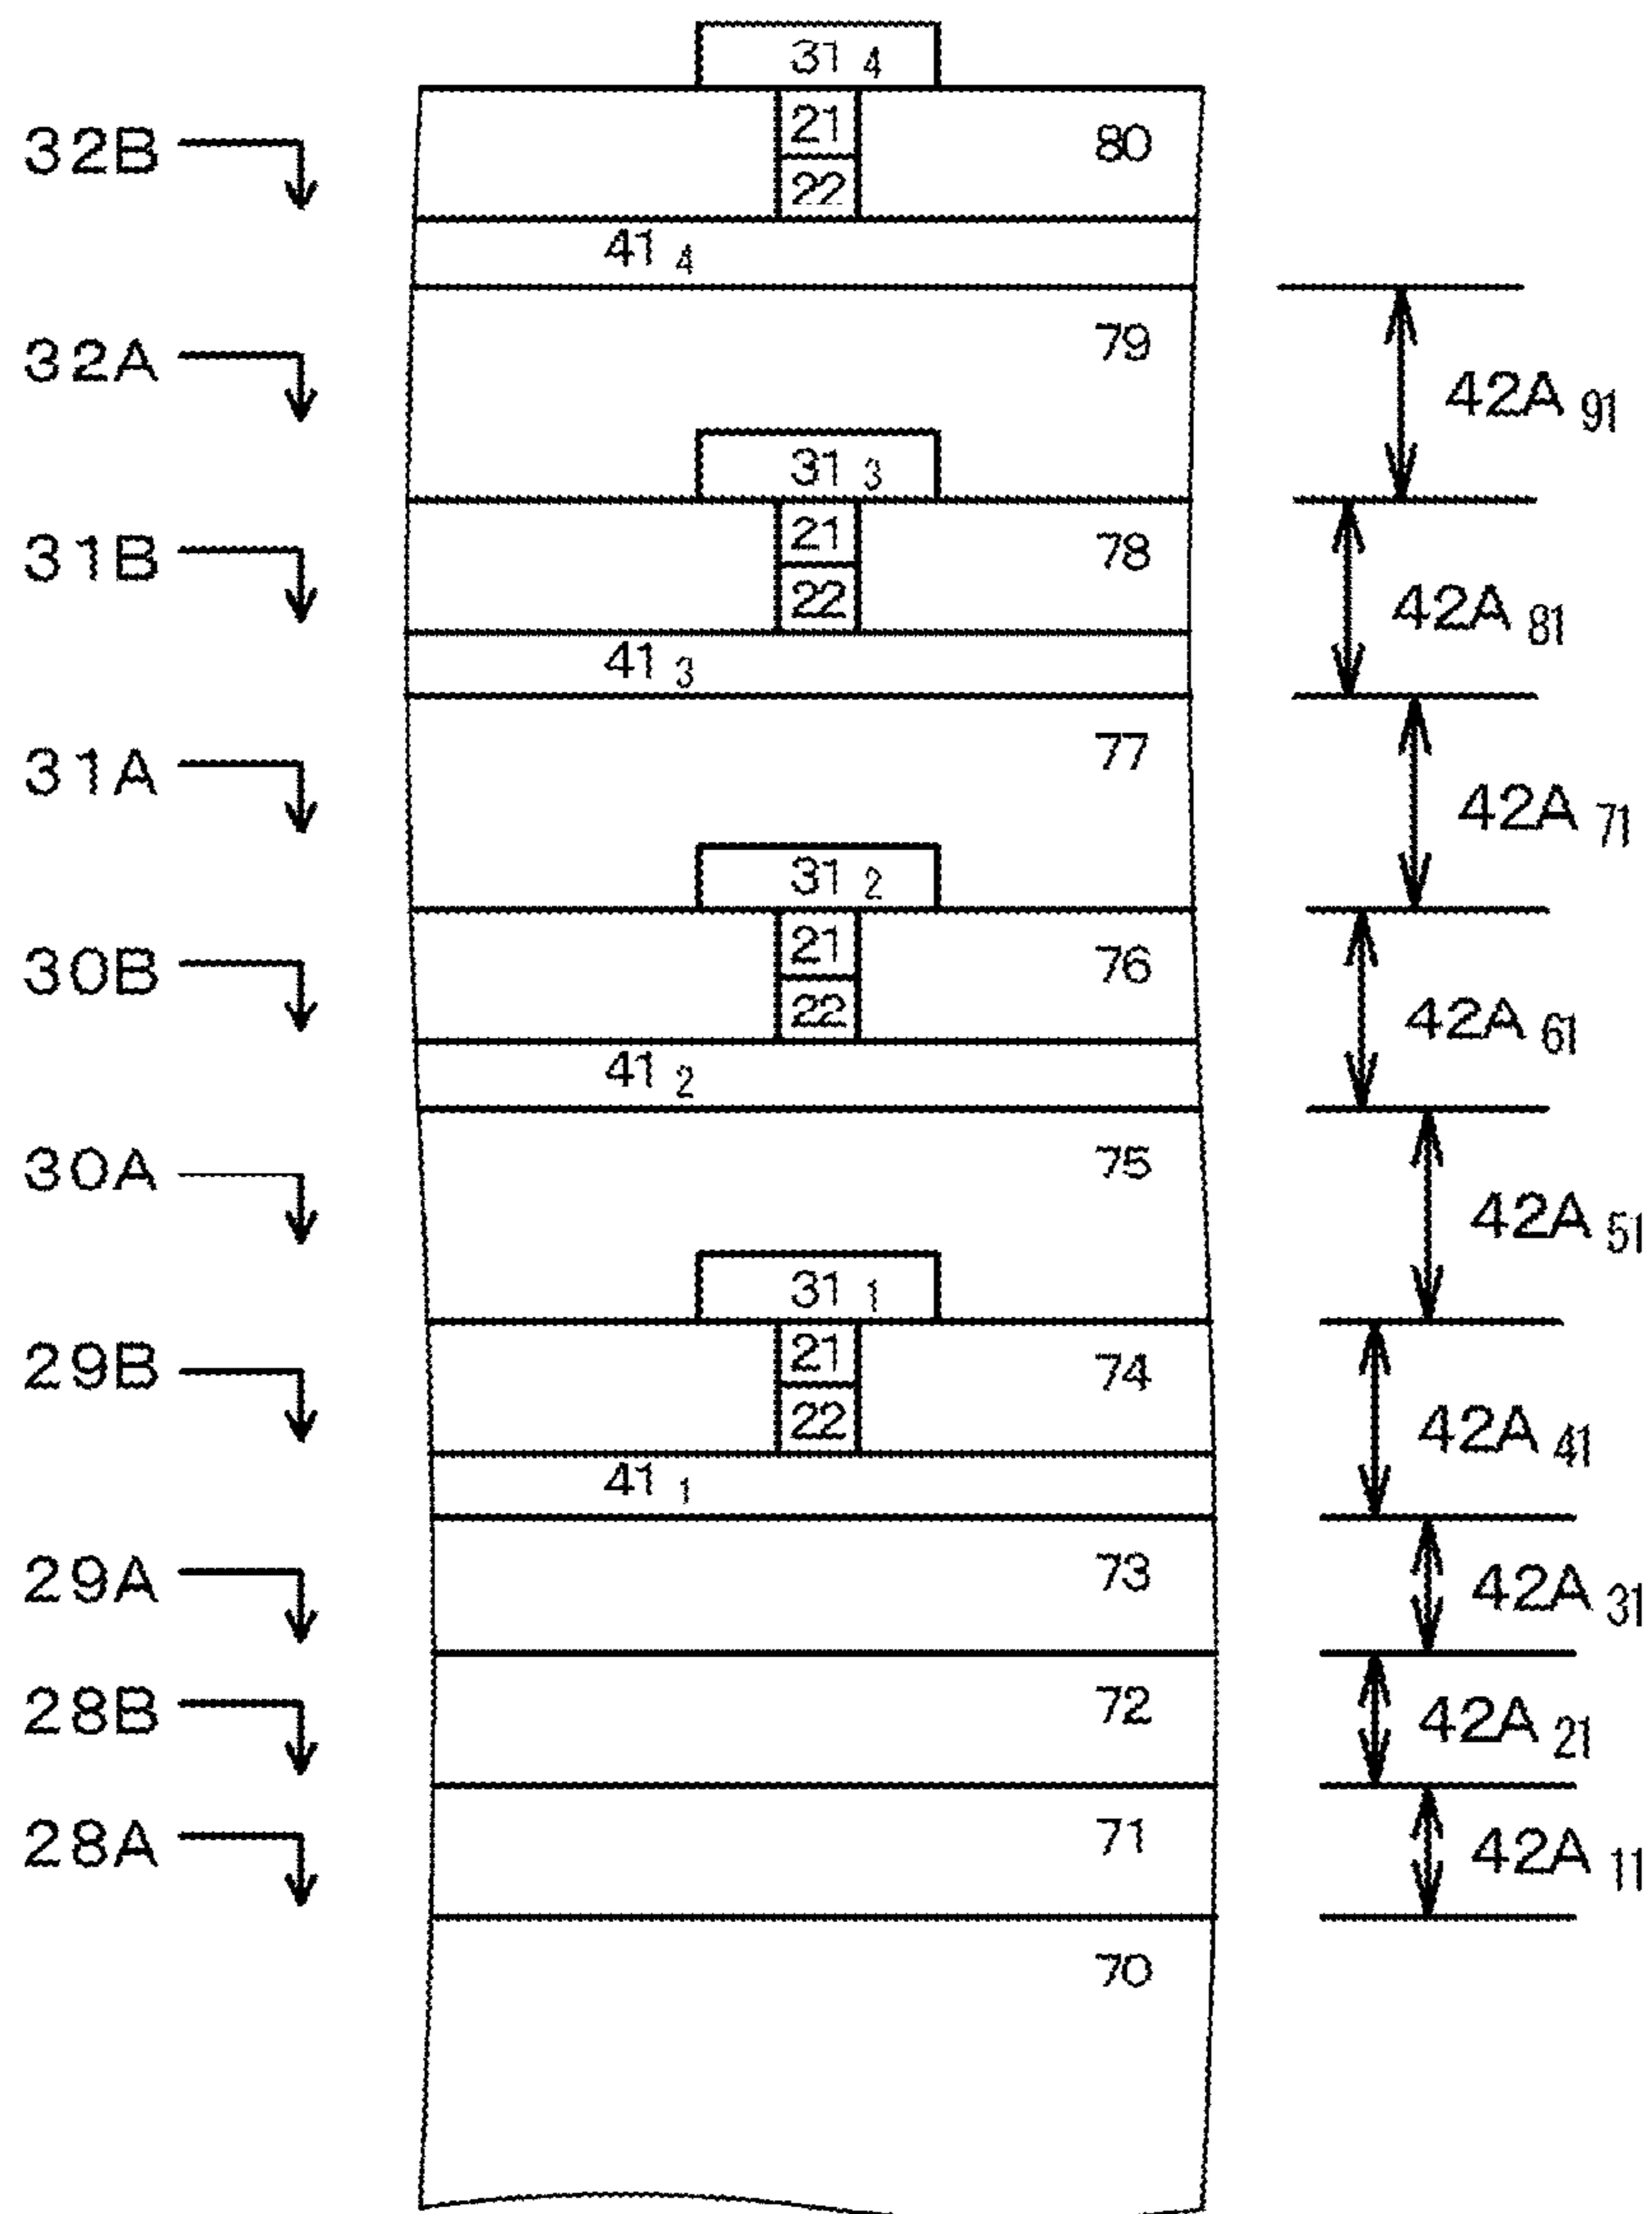 31 4
32B 21 80
22
41 4
32A 79
42A 91
31 3
31B 21 78
22 42A 81
41 3
31A 77
42A 71
31 2
30B 21 76
22 42A 61
41 2
30A 75
42A 51
31 1
29B 21 74
22 42A 41
41 1
29A 73 42A 31
28B 72 42A 21
28A 71 42A 11
70